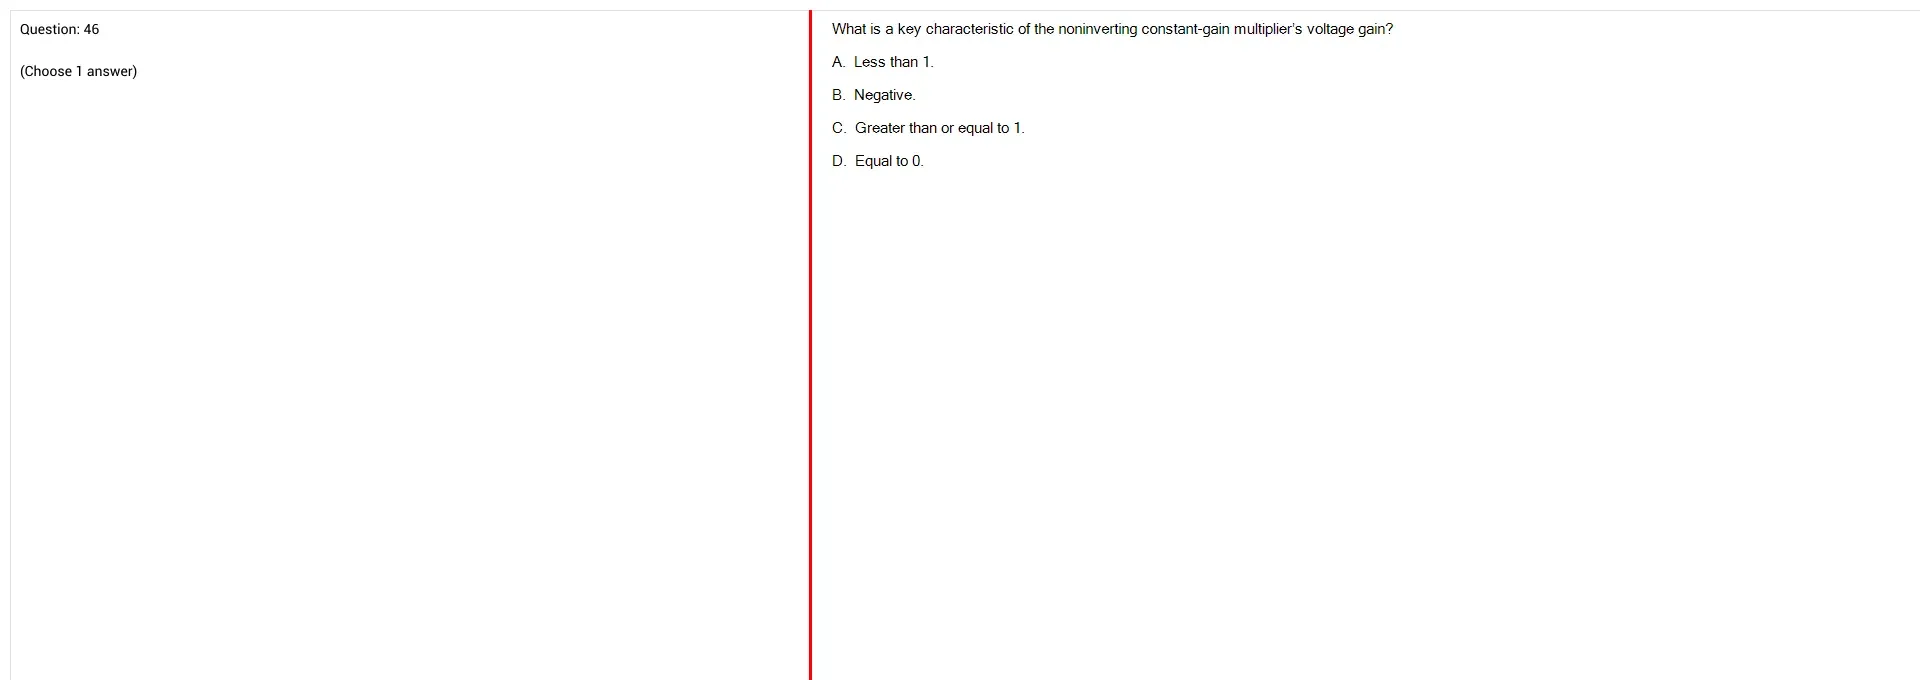 Question: 46
(Choose 1 answer)
What is a key characteristic of the noninverting constant-gain multiplier's voltage gain?
A. Less than 1.
B. Negative.
C. Greater than or equal to 1.
D. Equal to 0.